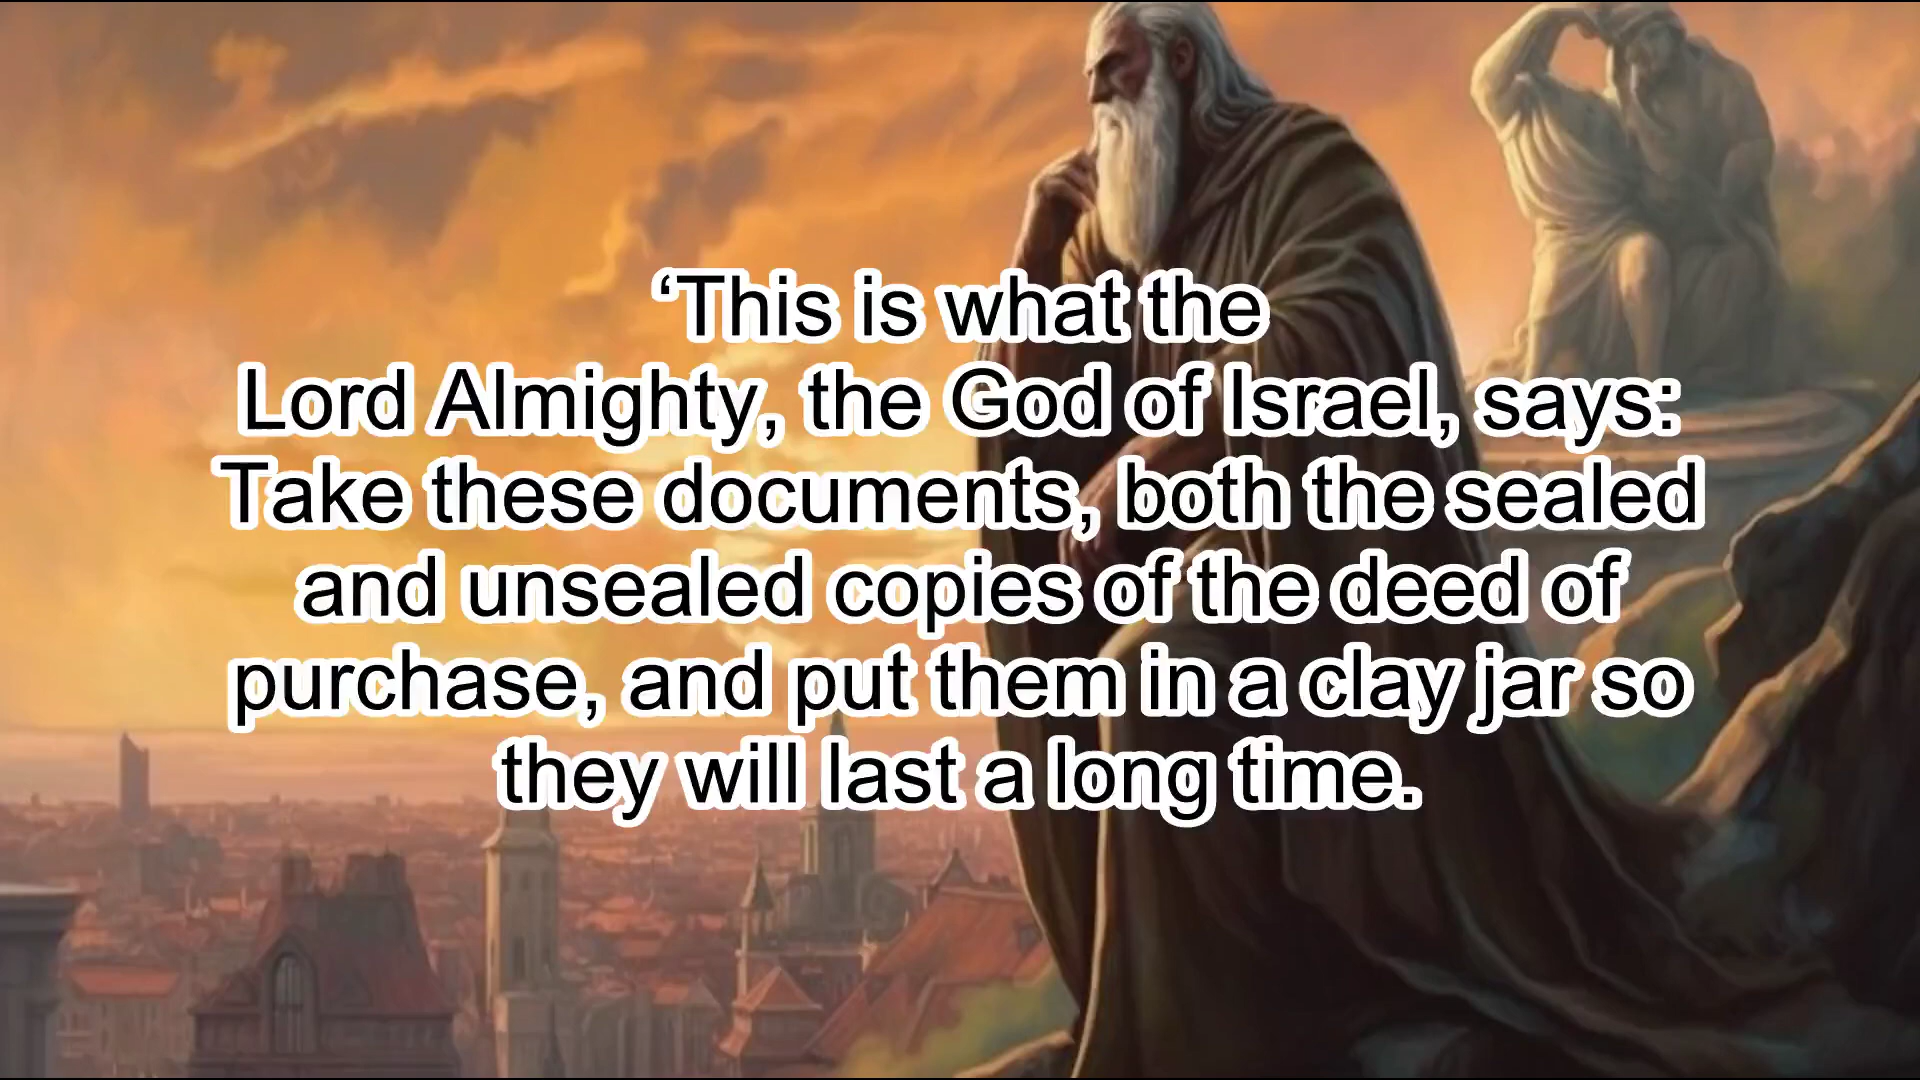 ‘This is what the
Lord Almighty, the God of Israel, says:
Take these documents, both the sealed
and unsealed copies of the deed of
purchase, and put them in a clay jar so
they will last a long time.